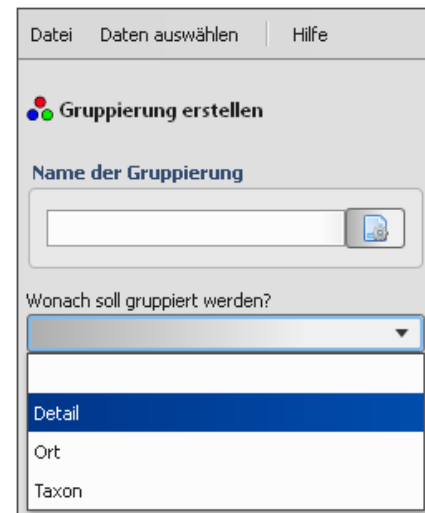 Datei Daten auswählen Hilfe
Gruppierung erstellen
Name der Gruppierung
Wonach soll gruppiert werden?
Detail
Ort
Taxon